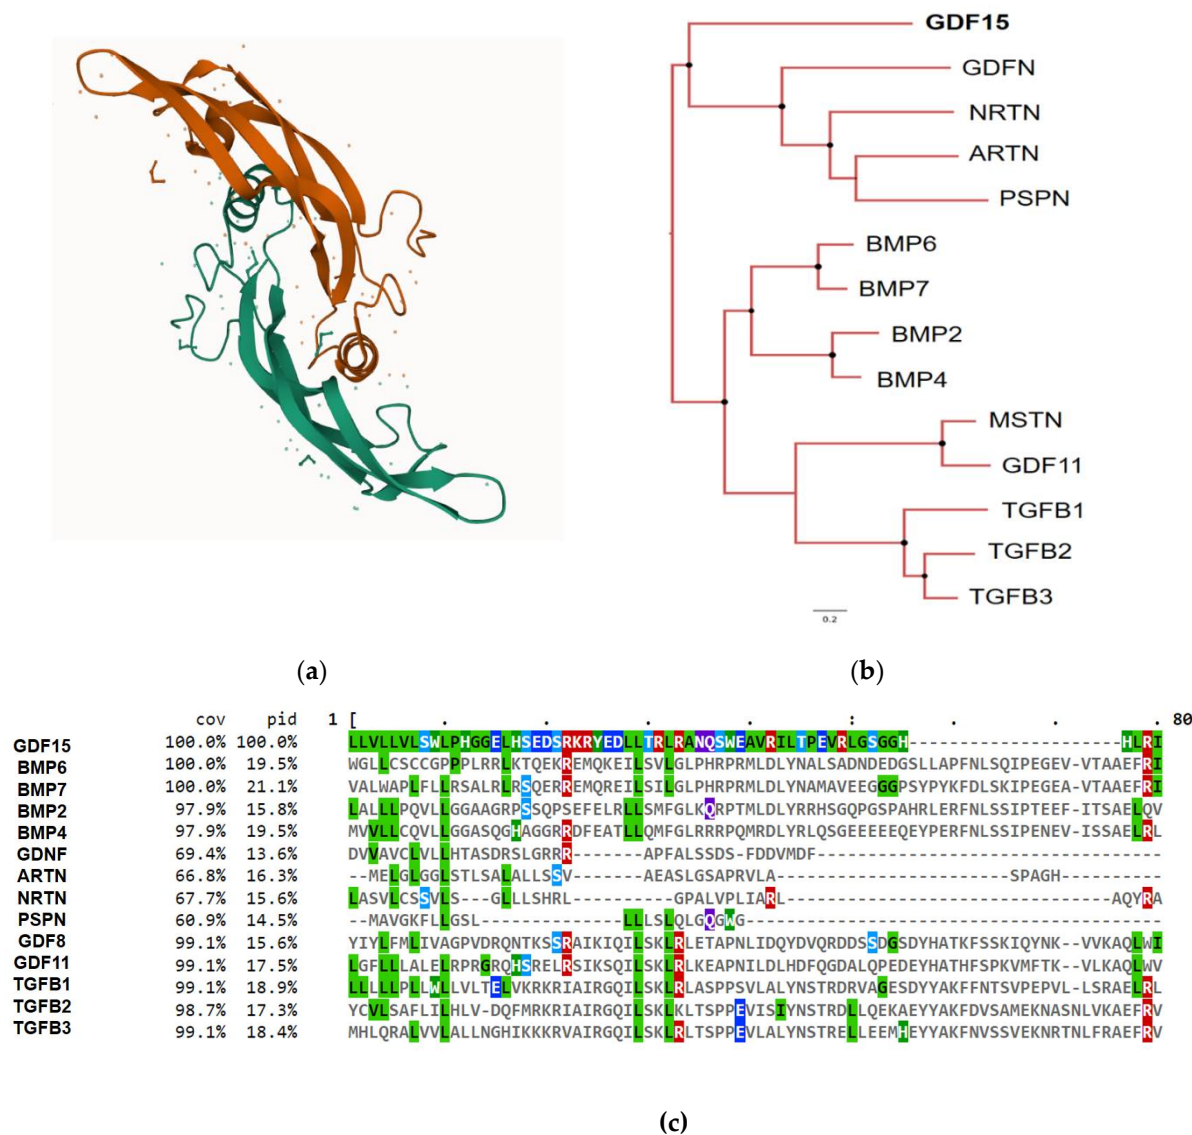 GDF15
GDFN
NRTN
ARTN
PSPN
BMP6
BMP7
BMP2
BMP4
MSTN
GDF11
TGFB1
TGFB2
TGFB3
0.2
(a)
(b)
cov pid 1 [ . . . . : . . . 80
GDF15 100.0% 100.0% LLVLLVLSWLPHGGELHSEDSRKRYEDLLTRLRANQSWEAVRILTPEVRLGSGGH---------------------HLRI
BMP6 100.0% 19.5% WGLLCSCCGPPPLRRLKTQEKREMQKEILSVLGLPHRPRMLDLYNALSADNDEDGSLLAPFNLSQIPEGEV-VTAAEFRI
BMP7 100.0% 21.1% VALWAPLFLLRSALRLRSQERREMQREILSILGLPHRPRMLDLYNAMAVEEGGGPSYPYKFDLSKIPEGEA-VTAAEFRI
BMP2 97.9% 15.8% LALLLPQVLLGGAAGRPSSQPSEFELRLLSMFGLKQRPTMLDLYRRHSGQPGSPAHRLERFNLSSIPTEEF-ITSAELQV
BMP4 97.9% 19.5% MVVLLCQVLLGGASQGHAGGRRDFEATLLQMFGLRRRPQMRDLYRLQSGEEEEEQEYPERFNLSSIPENEV-ISSAELRL
GDNF 69.4% 13.6% DVVAVCLVLLHTASDRSLGRRR-------APFALSSDS-FDDVMDF----------------------------------
ARTN 66.8% 16.3% --MELGLGGLSTLSALALLSSV-------AEASLGSAPRVLA-----------------------SPAGH----------
NRTN 67.7% 15.6% LASVLCSSVLS--GLLLSHRL----------GPALVPLIARL--------------------------------AQYRA
PSPN 60.9% 14.5% --MAVGKFLLGSL--------------LLLSLQLGQGWG-----------------------------------------
GDF8 99.1% 15.6% YIYLFMLIVAGPVDRQNTKSSRAIKIQILSKLRLETAPNLIDQYDVQRDDSSDGSDYHATKFSSKIQYNK--VVKAQLWI
GDF11 99.1% 17.5% LGFLLLALELRPRGRQHSRELRSIKSQILSKLRLKEAPNILDLHDFQGDALQPEDEYHATHFSPKVMFTK--VLKAQLWV
TGFB1 99.1% 18.9% LLLLLPLLWLLVLTELVKRKRIAIRGQILSKLRLASPPSVLALYNSTRDRVAGESDYYAKFFNTSVPEPVL-LSRAELRL
TGFB2 98.7% 17.3% YCVLSAFLILHLV-DQFMRKRIAIRGQILSKLKLTSPPEVISIYNSTRDLLQEKAEYYAKFDVSAMEKNASNLVKAEFRV
TGFB3 99.1% 18.4% MHLQRALVVLALLNGHIKKKRVAIRGQILSKLRLTSPPEVLALYNSTRELLEEMHEYYAKFNVSSVEKNRTNLFRAEFRV
(c)